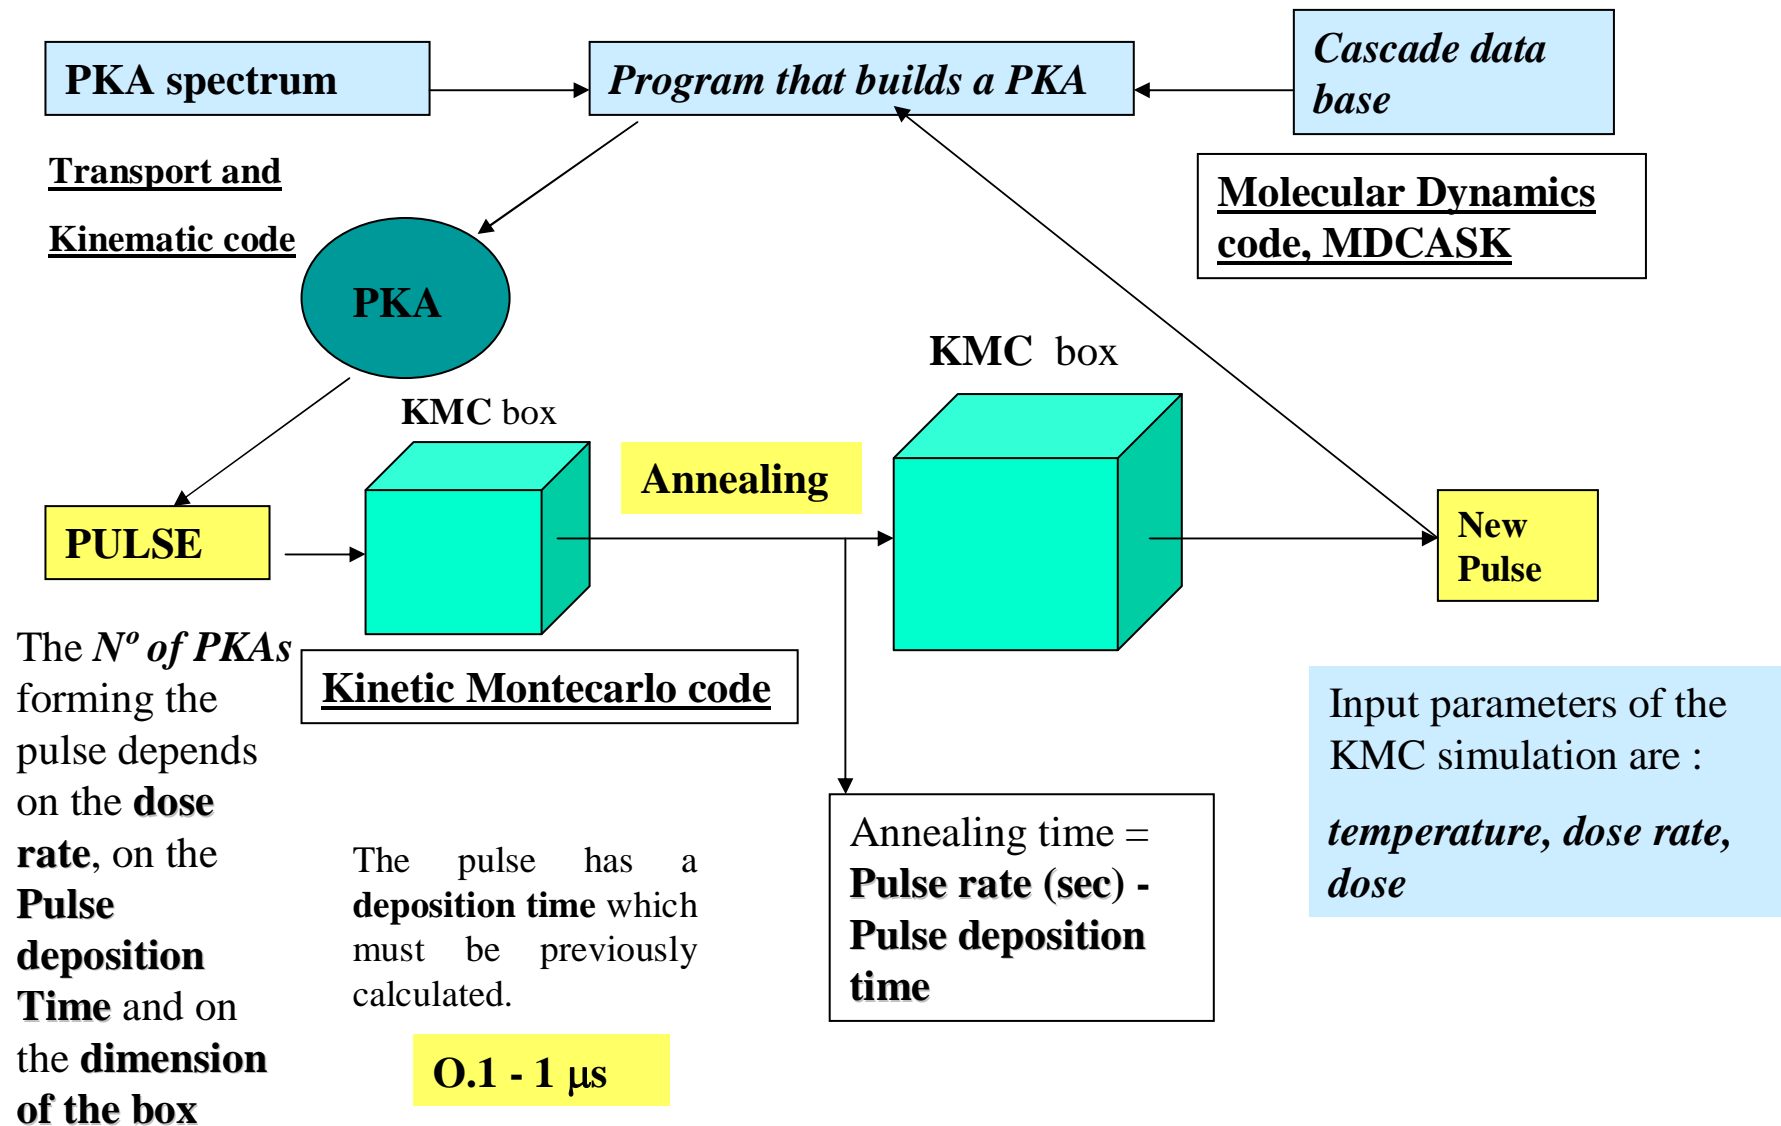 PKA spectrum
Program that builds a PKA
Cascade data
base
Transport and
Kinematic code
Molecular Dynamics
code, MDCASK
PKA
KMC box
KMC box
Annealing
PULSE
New
Pulse
Kinetic Montecarlo code
The Nº of PKAs
forming the
pulse depends
on the dose
rate, on the
Pulse
deposition
Time and on
the dimension
of the box
The pulse has a
deposition time which
must be previously
calculated.
O.1 - 1 μs
Annealing time =
Pulse rate (sec) -
Pulse deposition
time
Input parameters of the
KMC simulation are :
temperature, dose rate,
dose